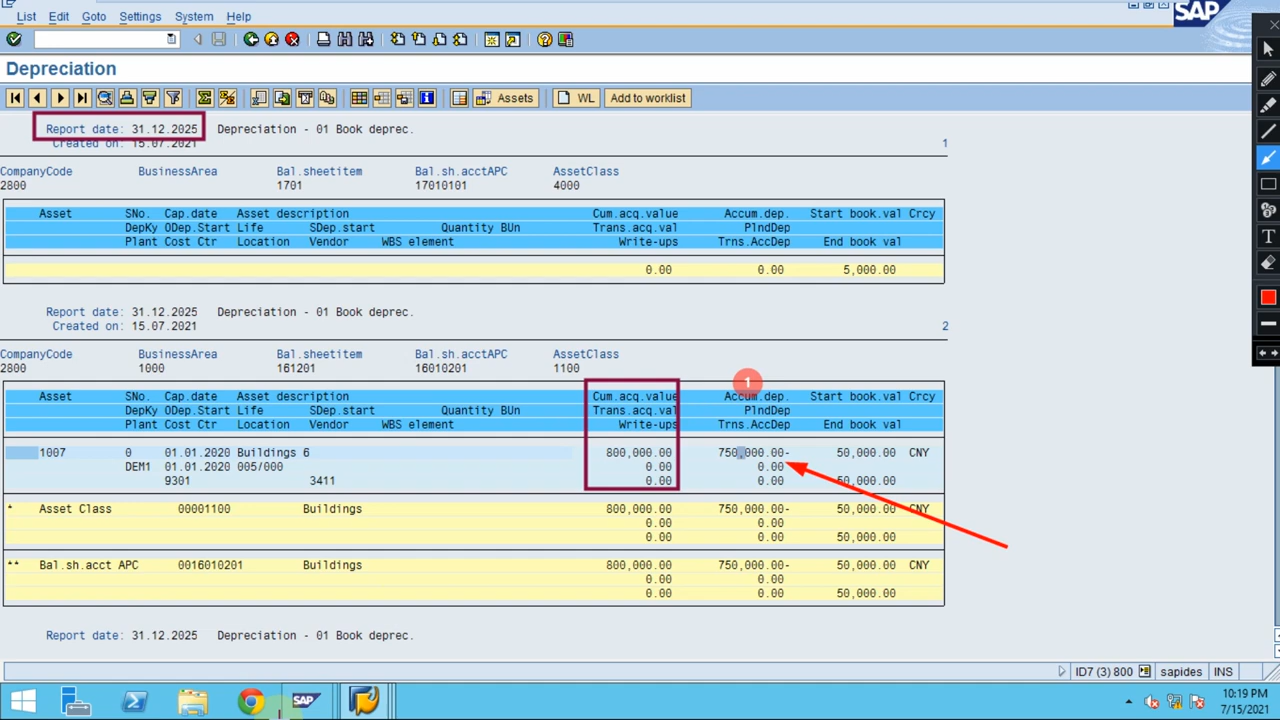 List Edit Goto Settings System Help
SAP
Depreciation
Assets WL Add to worklist
Report date: 31.12.2025 Depreciation - 01 Book deprec.
Created on: 15.07.2021 1
CompanyCode BusinessArea Bal.sheetitem Bal.sh.acctAPC AssetClass
2800 1701 17010101 4000
Asset SNo. Cap.date Asset description Cum.acq.value Accum.dep. Start book.val Crcy
DepKy ODep.Start Life SDep.start Quantity BUn Trans.acq.val PlndDep
Plant Cost Ctr Location Vendor WBS element Write-ups Trns.AccDep End book val
0.00 0.00 5,000.00
Report date: 31.12.2025 Depreciation - 01 Book deprec.
Created on: 15.07.2021 2
CompanyCode BusinessArea Bal.sheetitem Bal.sh.acctAPC AssetClass
2800 1000 161201 16010201 1100
1
Asset SNo. Cap.date Asset description Cum.acq.value Accum.dep. Start book.val Crcy
DepKy ODep.Start Life SDep.start Quantity BUn Trans.acq.val PlndDep
Plant Cost Ctr Location Vendor WBS element Write-ups Trns.AccDep End book val
1007 0 01.01.2020 Buildings 6 800,000.00 750,000.00- 50,000.00 CNY
DEM1 01.01.2020 005/000 0.00 0.00
9301 3411 0.00 0.00 50,000.00
* Asset Class 00001100 Buildings 800,000.00 750,000.00- 50,000.00 CNY
0.00 0.00
0.00 0.00 50,000.00
** Bal.sh.acct APC 0016010201 Buildings 800,000.00 750,000.00- 50,000.00 CNY
0.00 0.00
0.00 0.00 50,000.00
Report date: 31.12.2025 Depreciation - 01 Book deprec.
ID7 (3) 800 sapides INS
SAP
10:19 PM
7/15/2021